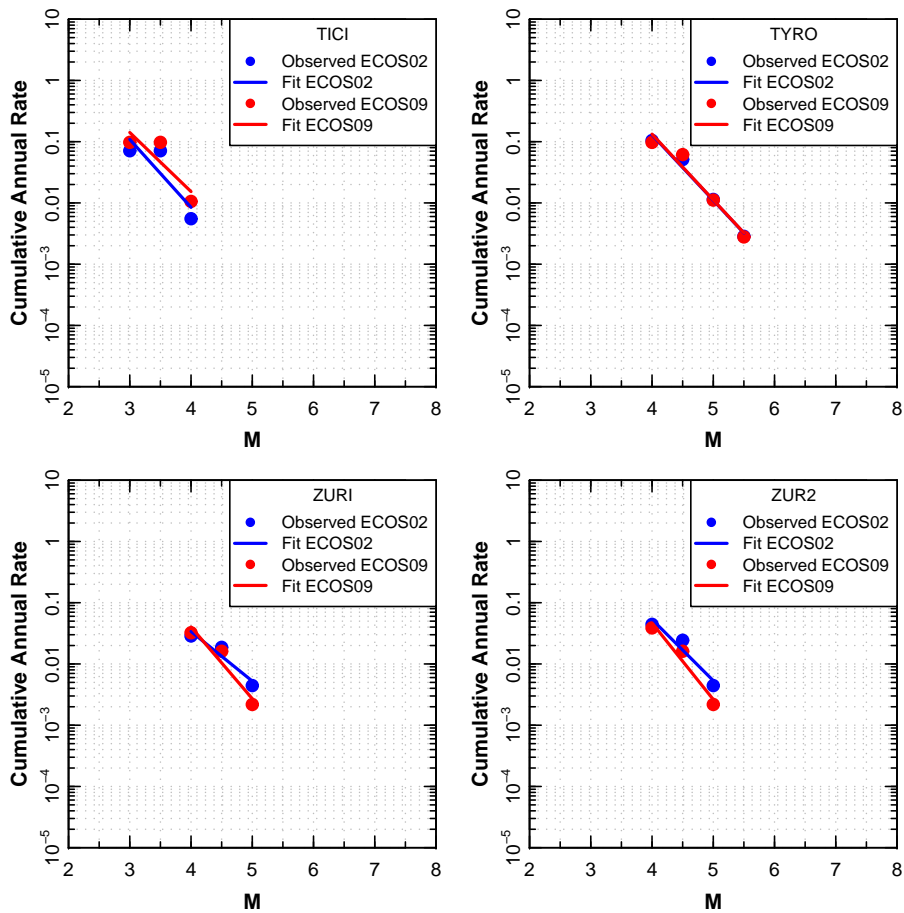 TICI
Observed ECOS02
Fit ECOS02
Observed ECOS09
Fit ECOS09
Cumulative Annual Rate
10
1
0.1
0.01
10−3
10−4
10−5
2 3 4 5 6 7 8
M
TYRO
Observed ECOS02
Fit ECOS02
Observed ECOS09
Fit ECOS09
Cumulative Annual Rate
10
1
0.1
0.01
10−3
10−4
10−5
2 3 4 5 6 7 8
M
ZURI
Observed ECOS02
Fit ECOS02
Observed ECOS09
Fit ECOS09
Cumulative Annual Rate
10
1
0.1
0.01
10−3
10−4
10−5
2 3 4 5 6 7 8
M
ZUR2
Observed ECOS02
Fit ECOS02
Observed ECOS09
Fit ECOS09
Cumulative Annual Rate
10
1
0.1
0.01
10−3
10−4
10−5
2 3 4 5 6 7 8
M